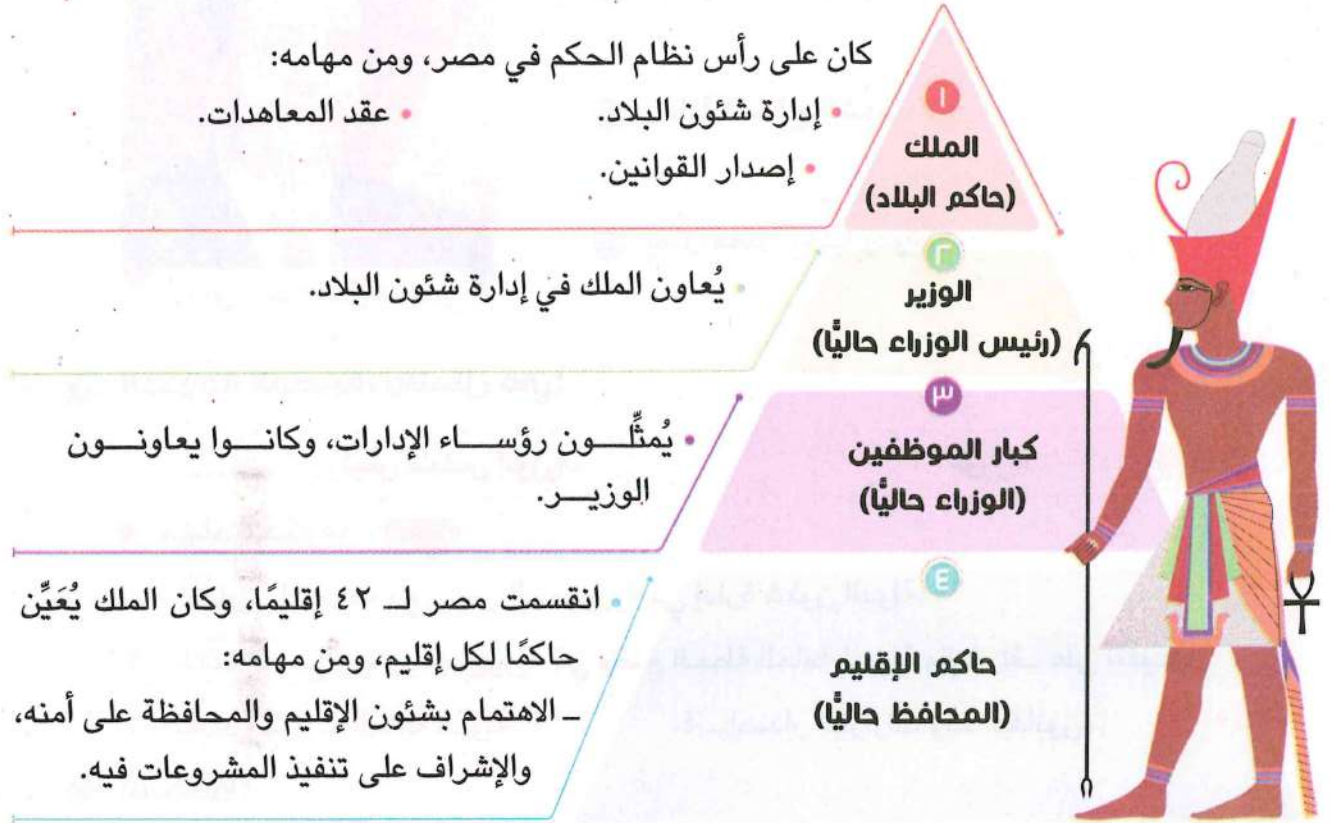 كان على رأس نظام الحكم في مصر، ومن مهامه:
• إدارة شئون البلاد. • عقد المعاهدات.
• إصدار القوانين.
١
الملك
(حاكم البلاد)
• يُعاون الملك في إدارة شئون البلاد.
٢
الوزير
(رئيس الوزراء حاليًّا)
• يُمثِّلون رؤساء الإدارات، وكانوا يعاونون
الوزير.
٣
كبار الموظفين
(الوزراء حاليًّا)
• انقسمت مصر لـ ٤٢ إقليمًا، وكان الملك يُعَيِّن
حاكمًا لكل إقليم، ومن مهامه:
– الاهتمام بشئون الإقليم والمحافظة على أمنه،
والإشراف على تنفيذ المشروعات فيه.
٤
حاكم الإقليم
(المحافظ حاليًّا)